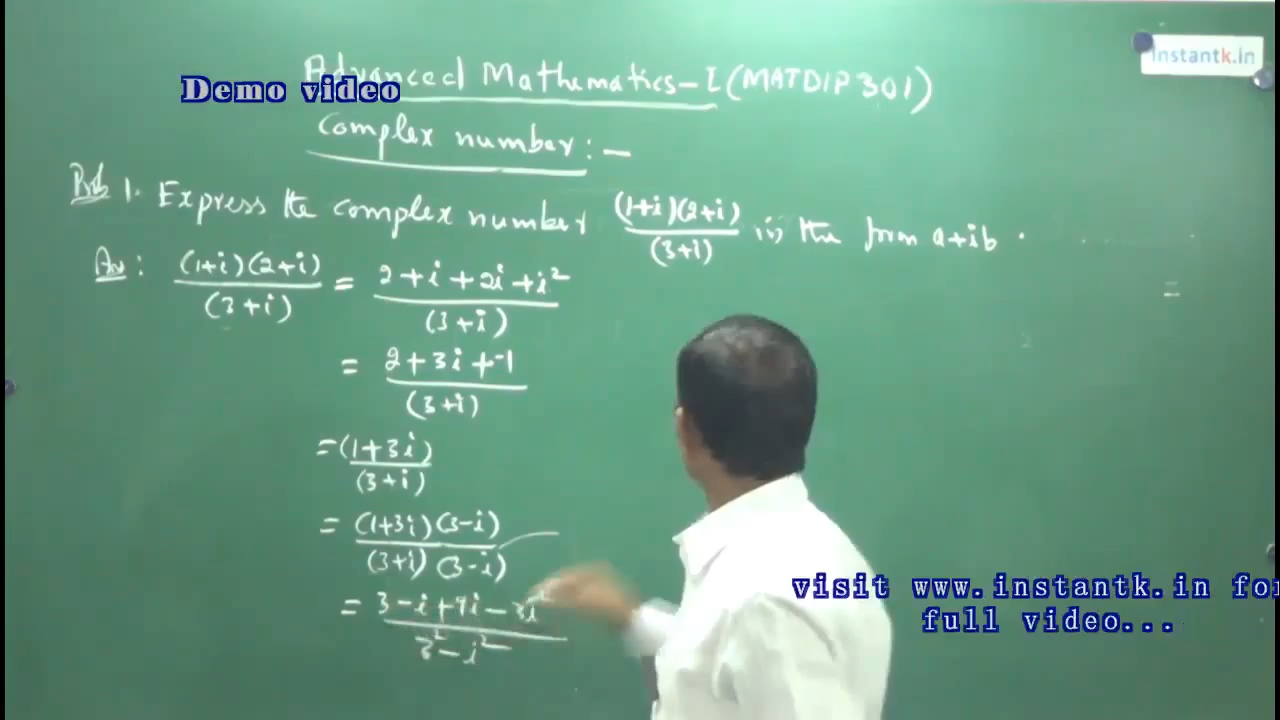 Advanced Mathematics-I (MATDIP301)
instantk.in
Demo video
Complex number:-
Prob 1. Express the complex number (1+i)(2+i)/(3+i) in the form a+ib.
Ans: (1+i)(2+i)/(3+i) = 2+i+2i+i²/(3+i)
=
= 2+3i+-1/(3+i)
=(1+3i)/(3+i)
= (1+3i)(3-i)/(3+i)(3-i)
= 3-i+9i-3i²/3²-i²
visit www.instantk.in for
full video...